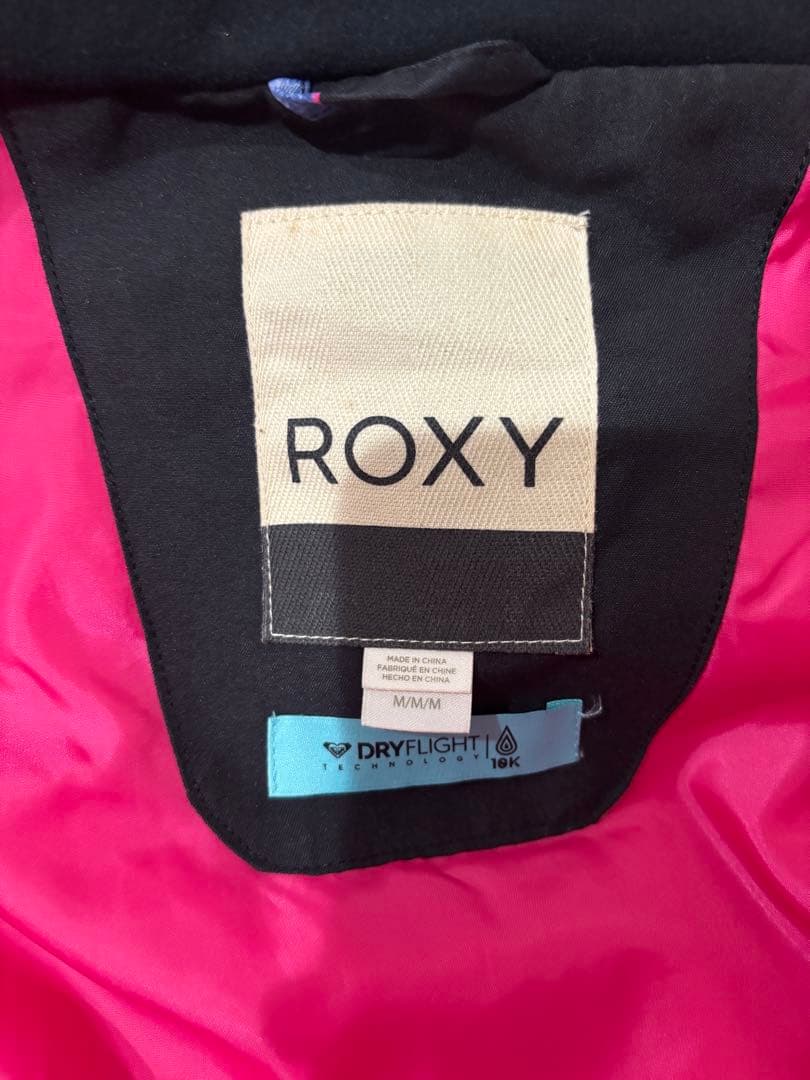 ROXY
MADE IN CHINA
FABRIQUÉ EN CHINE
HECHO EN CHINA
M/M/M
DRYFLIGHT
TECHNOLOGY
10K